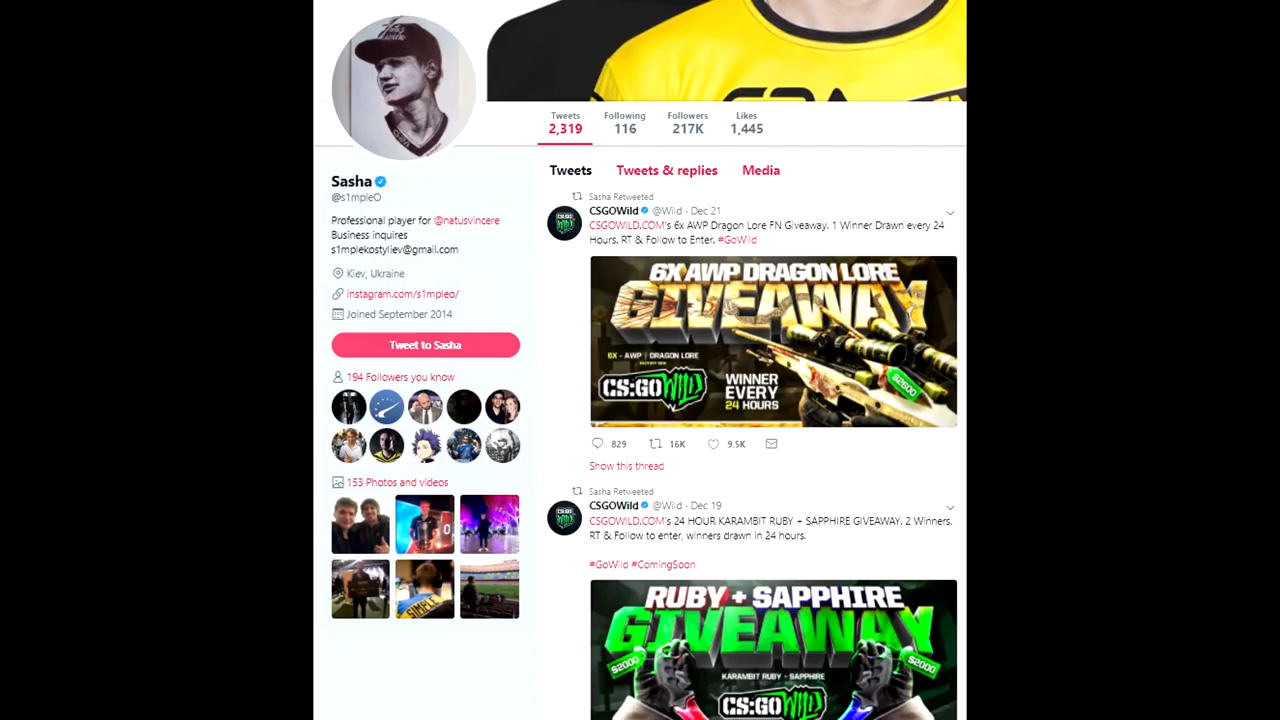 Tweets
2,319
Following
116
Followers
217K
Likes
1,445
Sasha
@s1mpleO
Professional player for @natusvincere
Business inquires
s1mplekostyliev@gmail.com
Kiev, Ukraine
instagram.com/s1mpleo/
Joined September 2014
Tweet to Sasha
194 Followers you know
153 Photos and videos
SIMPLE
Tweets Tweets & replies Media
Sasha Retweeted
CSGOWild @Wild · Dec 21
CSGOWILD.COM's 6x AWP Dragon Lore FN Giveaway. 1 Winner Drawn every 24
Hours. RT & Follow to Enter. #GoWild
6X AWP DRAGON LORE
GIVEAWAY
6X - AWP | DRAGON LORE
FACTORY NEW
CS:GO WILD
WINNER
EVERY
24 HOURS
$2600
829 16K 9.5K
Show this thread
Sasha Retweeted
CSGOWild @Wild · Dec 19
CSGOWILD.COM's 24 HOUR KARAMBIT RUBY + SAPPHIRE GIVEAWAY. 2 Winners.
RT & Follow to enter, winners drawn in 24 hours.
#GoWild #ComingSoon
RUBY + SAPPHIRE
GIVEAWAY
$2000
$2000
KARAMBIT RUBY + SAPPHIRE
CS:GO WILD